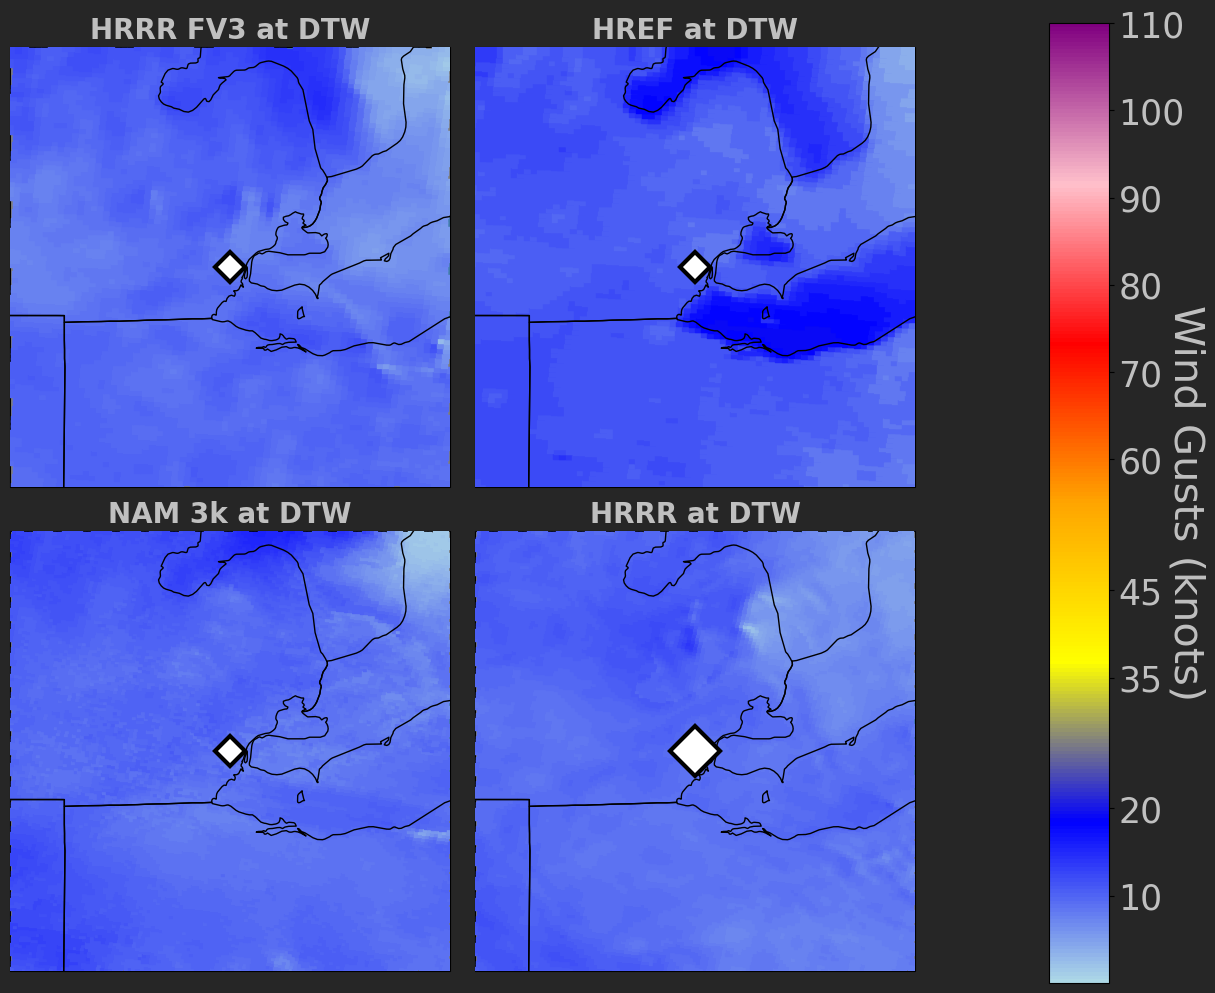 HRRR FV3 at DTW
HREF at DTW
NAM 3k at DTW
HRRR at DTW
110
100
90
80
70
60
45
35
20
10
Wind Gusts (knots)